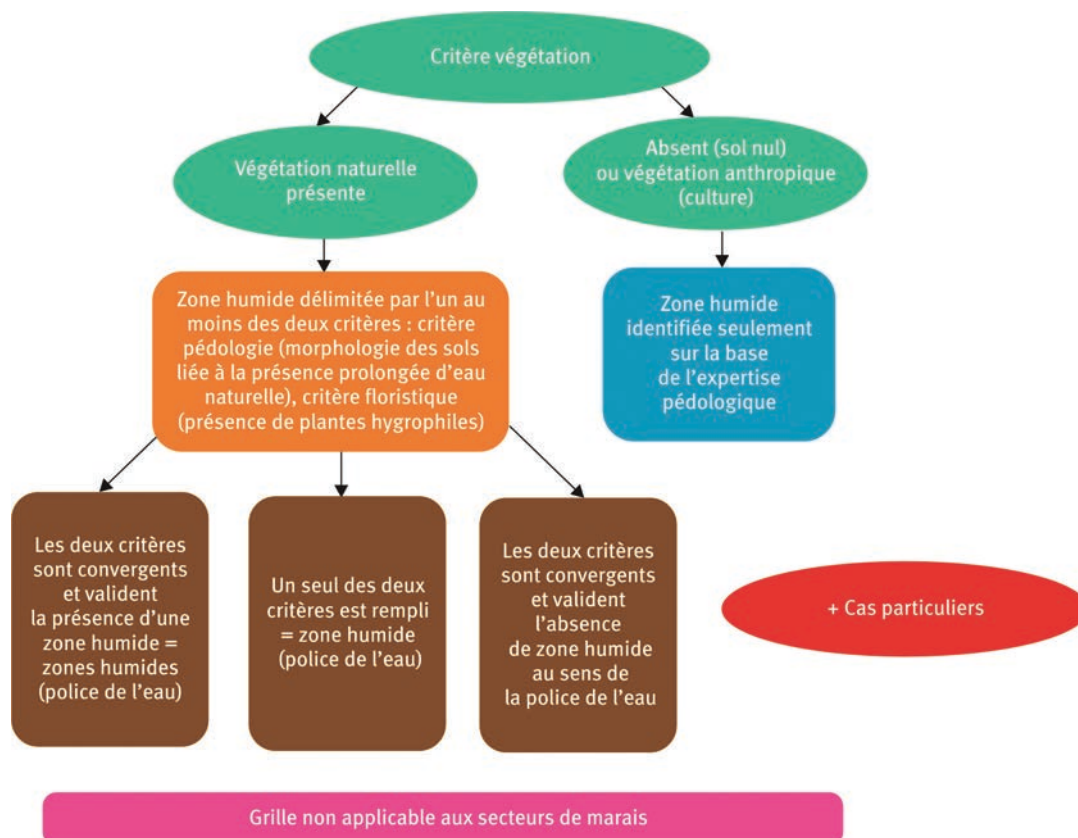 Critère végétation
Végétation naturelle
présente
Absent (sol nul)
ou végétation anthropique
(culture)
Zone humide délimitée par l’un au
moins des deux critères : critère
pédologie (morphologie des sols
liée à la présence prolongée d’eau
naturelle), critère floristique
(présence de plantes hygrophiles)
Zone humide
identifiée seulement
sur la base
de l’expertise
pédologique
Les deux critères
sont convergents
et valident
la présence d’une
zone humide =
zones humides
(police de l’eau)
Un seul des deux
critères est rempli
= zone humide
(police de l’eau)
Les deux critères
sont convergents
et valident
l’absence
de zone humide
au sens de
la police de l’eau
+ Cas particuliers
Grille non applicable aux secteurs de marais